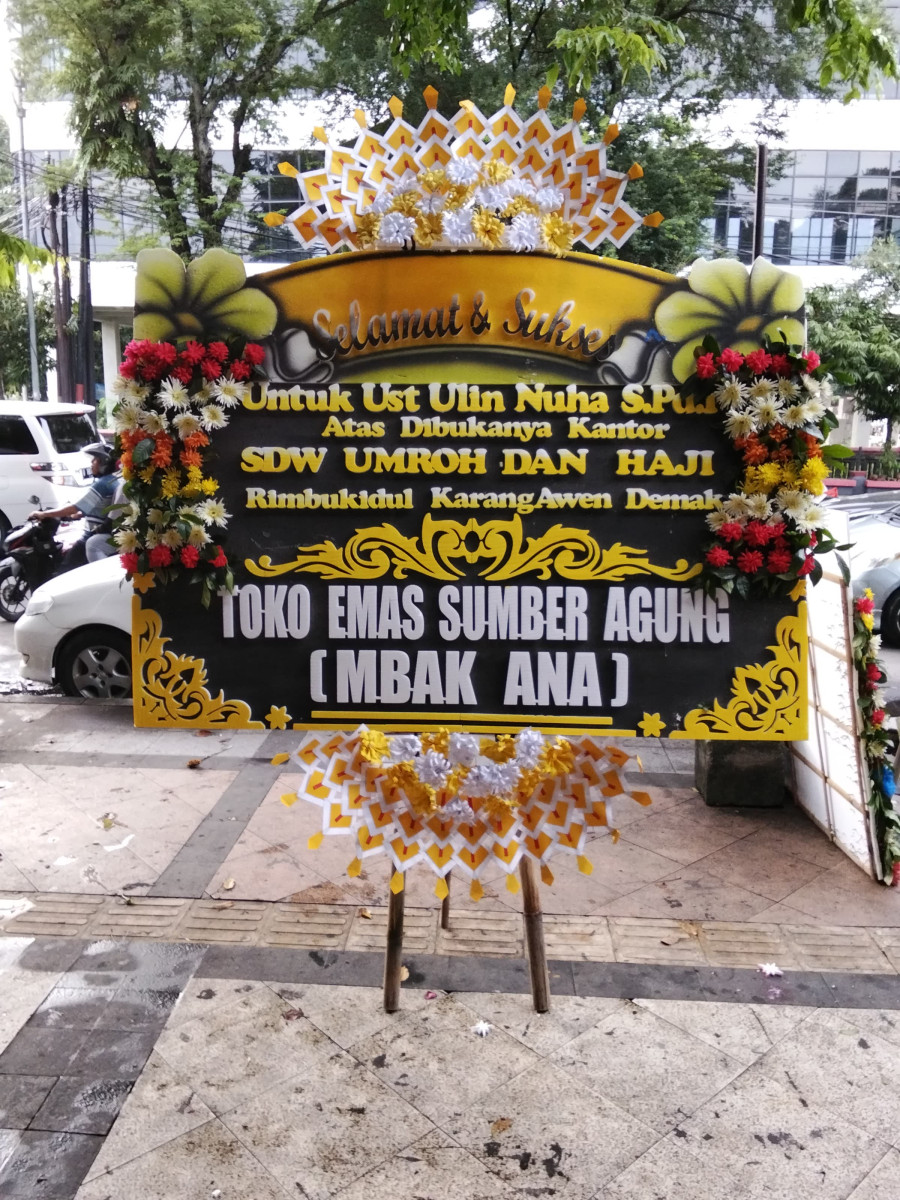 Selamat & Sukses
Untuk Ust Ulin Nuha S.Pd.I
Atas Dibukanya Kantor
SDW UMROH DAN HAJI
Rimbukidul KarangAwen Demak
TOKO EMAS SUMBER AGUNG
(MBAK ANA)